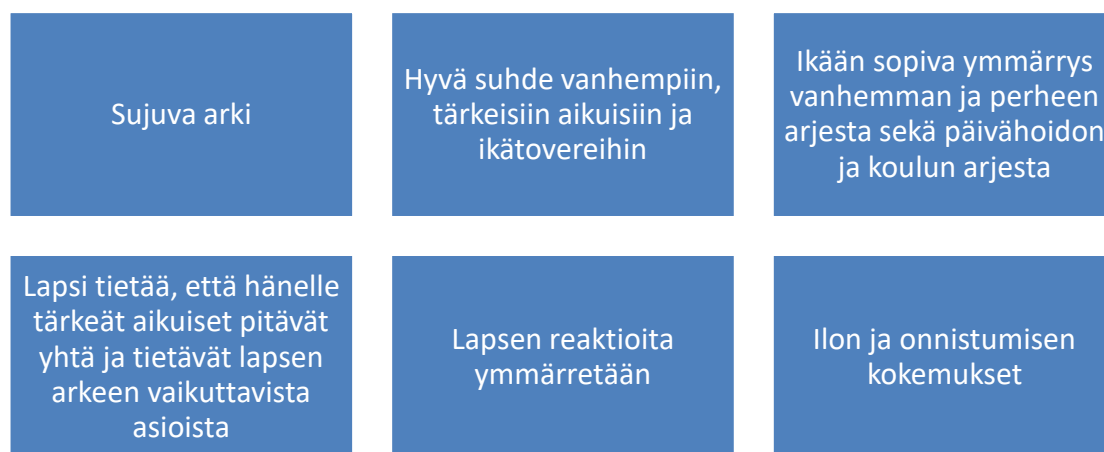 Sujuva arki
Hyvä suhde vanhempiin,
tärkeisiin aikuisiin ja
ikätovereihin
Ikään sopiva ymmärrys
vanhemman ja perheen
arjesta sekä päivähoidon
ja koulun arjesta
Lapsi tietää, että hänelle
tärkeät aikuiset pitävät
yhtä ja tietävät lapsen
arkeen vaikuttavista
asioista
Lapsen reaktioita
ymmärretään
Ilon ja onnistumisen
kokemukset